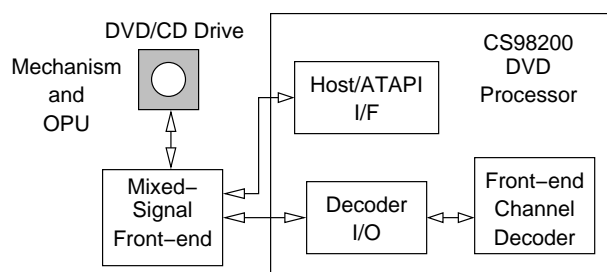 DVD/CD Drive
Mechanism
and
OPU
CS98200
DVD
Processor
Host/ATAPI
I/F
Mixed–
Signal
Front–end
Decoder
I/O
Front–end
Channel
Decoder